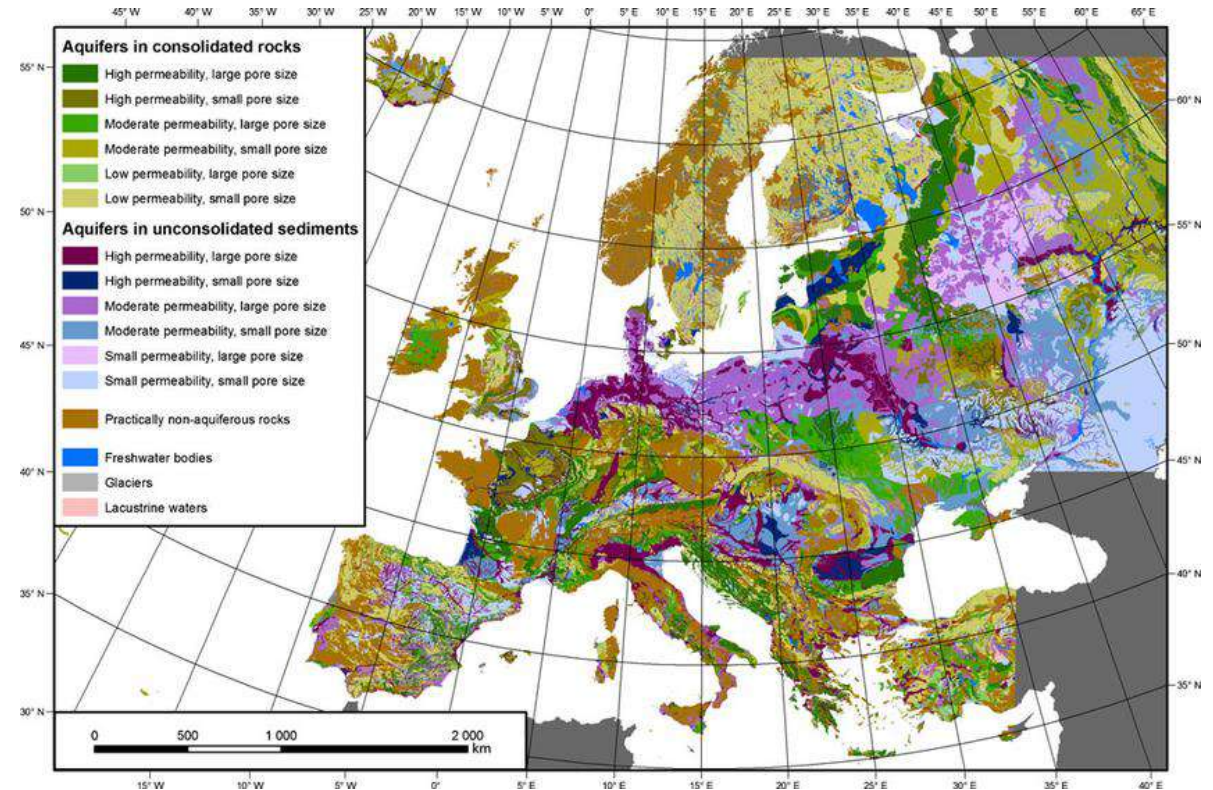 45° W 40° W 35° W 30° W 25° W 20° W 15° W 10° W 5° W 0° 5° E 10° E 15° E 20° E 25° E 30° E 35° E 40° E 45° E 50° E 55° E 60° E 65° E
Aquifers in consolidated rocks
High permeability, large pore size
High permeability, small pore size
Moderate permeability, large pore size
Moderate permeability, small pore size
Low permeability, large pore size
Low permeability, small pore size
Aquifers in unconsolidated sediments
High permeability, large pore size
High permeability, small pore size
Moderate permeability, large pore size
Moderate permeability, small pore size
Small permeability, large pore size
Small permeability, small pore size
Practically non-aquiferous rocks
Freshwater bodies
Glaciers
Lacustrine waters
55° N
50° N
45° N
40° N
35° N
30° N
60° N
55° N
50° N
45° N
40° N
35° N
0 500 1 000 2 000
km
15° W 10° W 5° W 0° 5° E 10° E 15° E 20° E 25° E 30° E 35° E 40° E